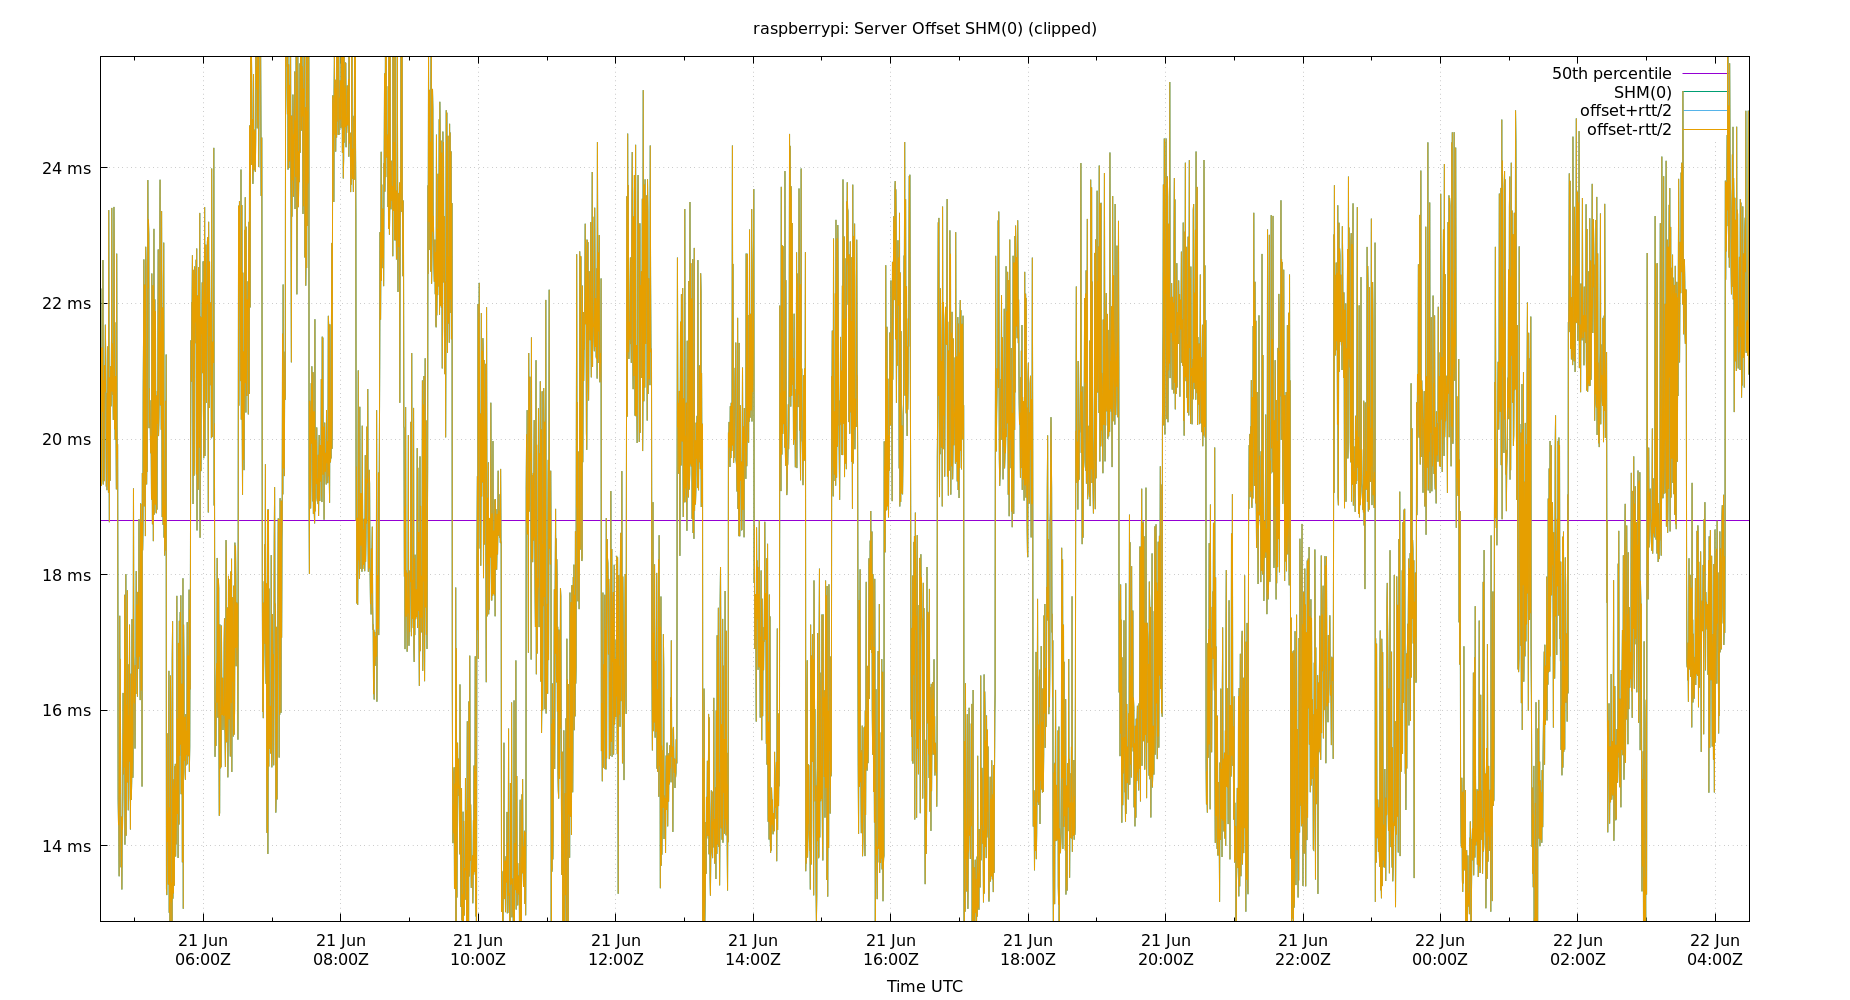 raspberrypi: Server Offset SHM(0) (clipped)
50th percentile
SHM(0)
offset+rtt/2
offset-rtt/2
24 ms
22 ms
20 ms
18 ms
16 ms
14 ms
21 Jun 21 Jun 21 Jun 21 Jun 21 Jun 21 Jun 21 Jun 21 Jun 21 Jun 22 Jun 22 Jun 22 Jun
06:00Z 08:00Z 10:00Z 12:00Z 14:00Z 16:00Z 18:00Z 20:00Z 22:00Z 00:00Z 02:00Z 04:00Z
Time UTC